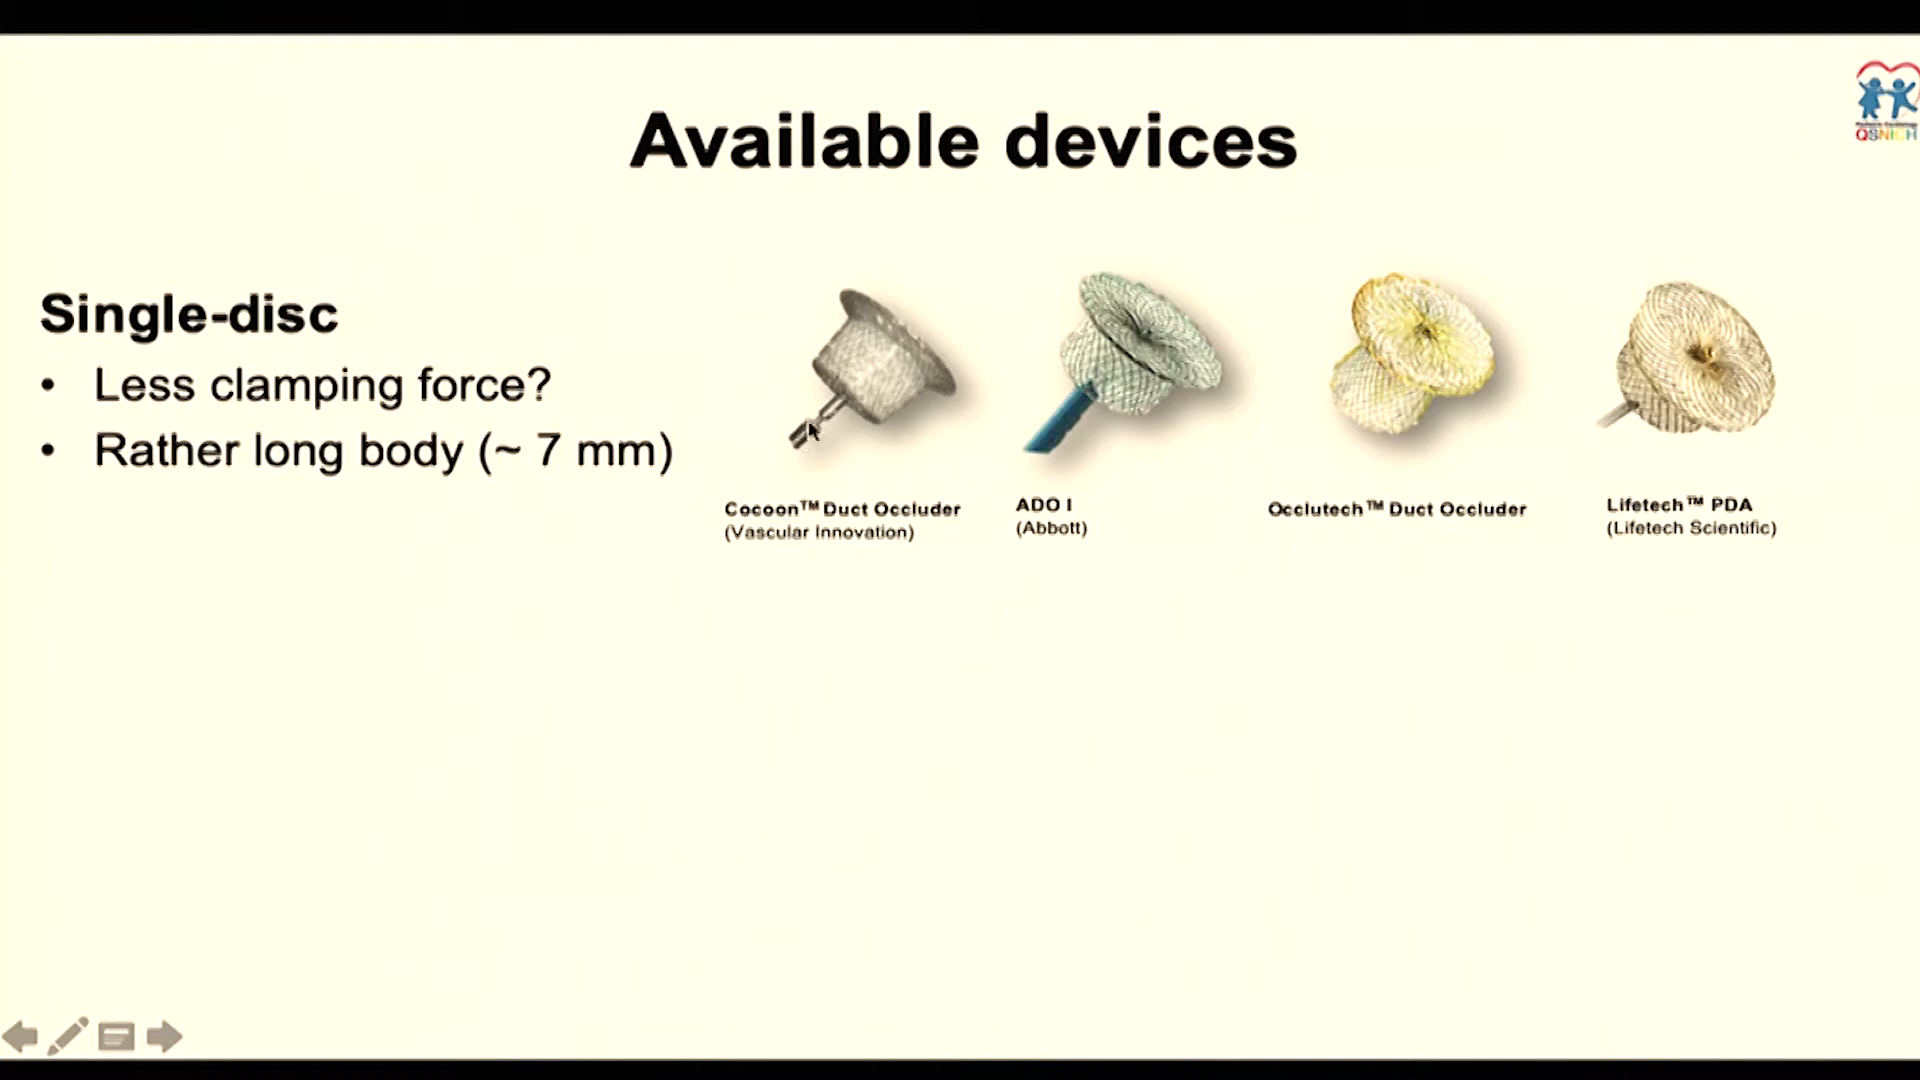 Available devices
QSNICH
Single-disc
• Less clamping force?
• Rather long body (~ 7 mm)
Cocoon™ Duct Occluder
(Vascular Innovation)
ADO I
(Abbott)
Occlutech™ Duct Occluder
Lifetech™ PDA
(Lifetech Scientific)